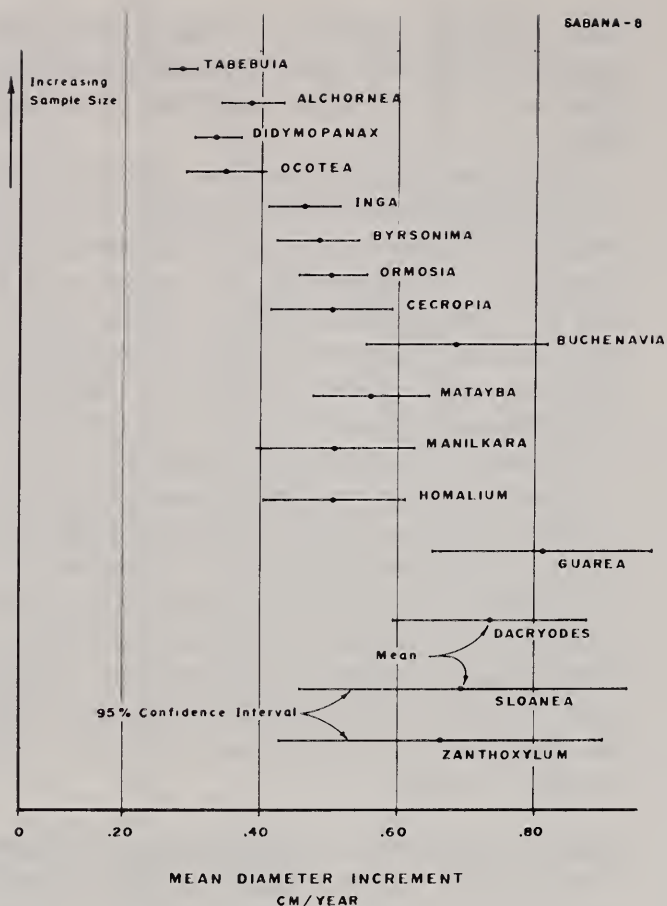 SABANA-8
TABEBUIA
Increasing
Sample Size
ALCHORNEA
DIDYMOPANAX
OCOTEA
INGA
BYRSONIMA
ORMOSIA
CECROPIA
BUCHENAVIA
MATAYBA
MANILKARA
HOMALIUM
GUAREA
DACRYODES
Mean
SLOANEA
95% Confidence Interval
ZANTHOXYLUM
0 .20 .40 .60 .80
MEAN DIAMETER INCREMENT
CM/YEAR